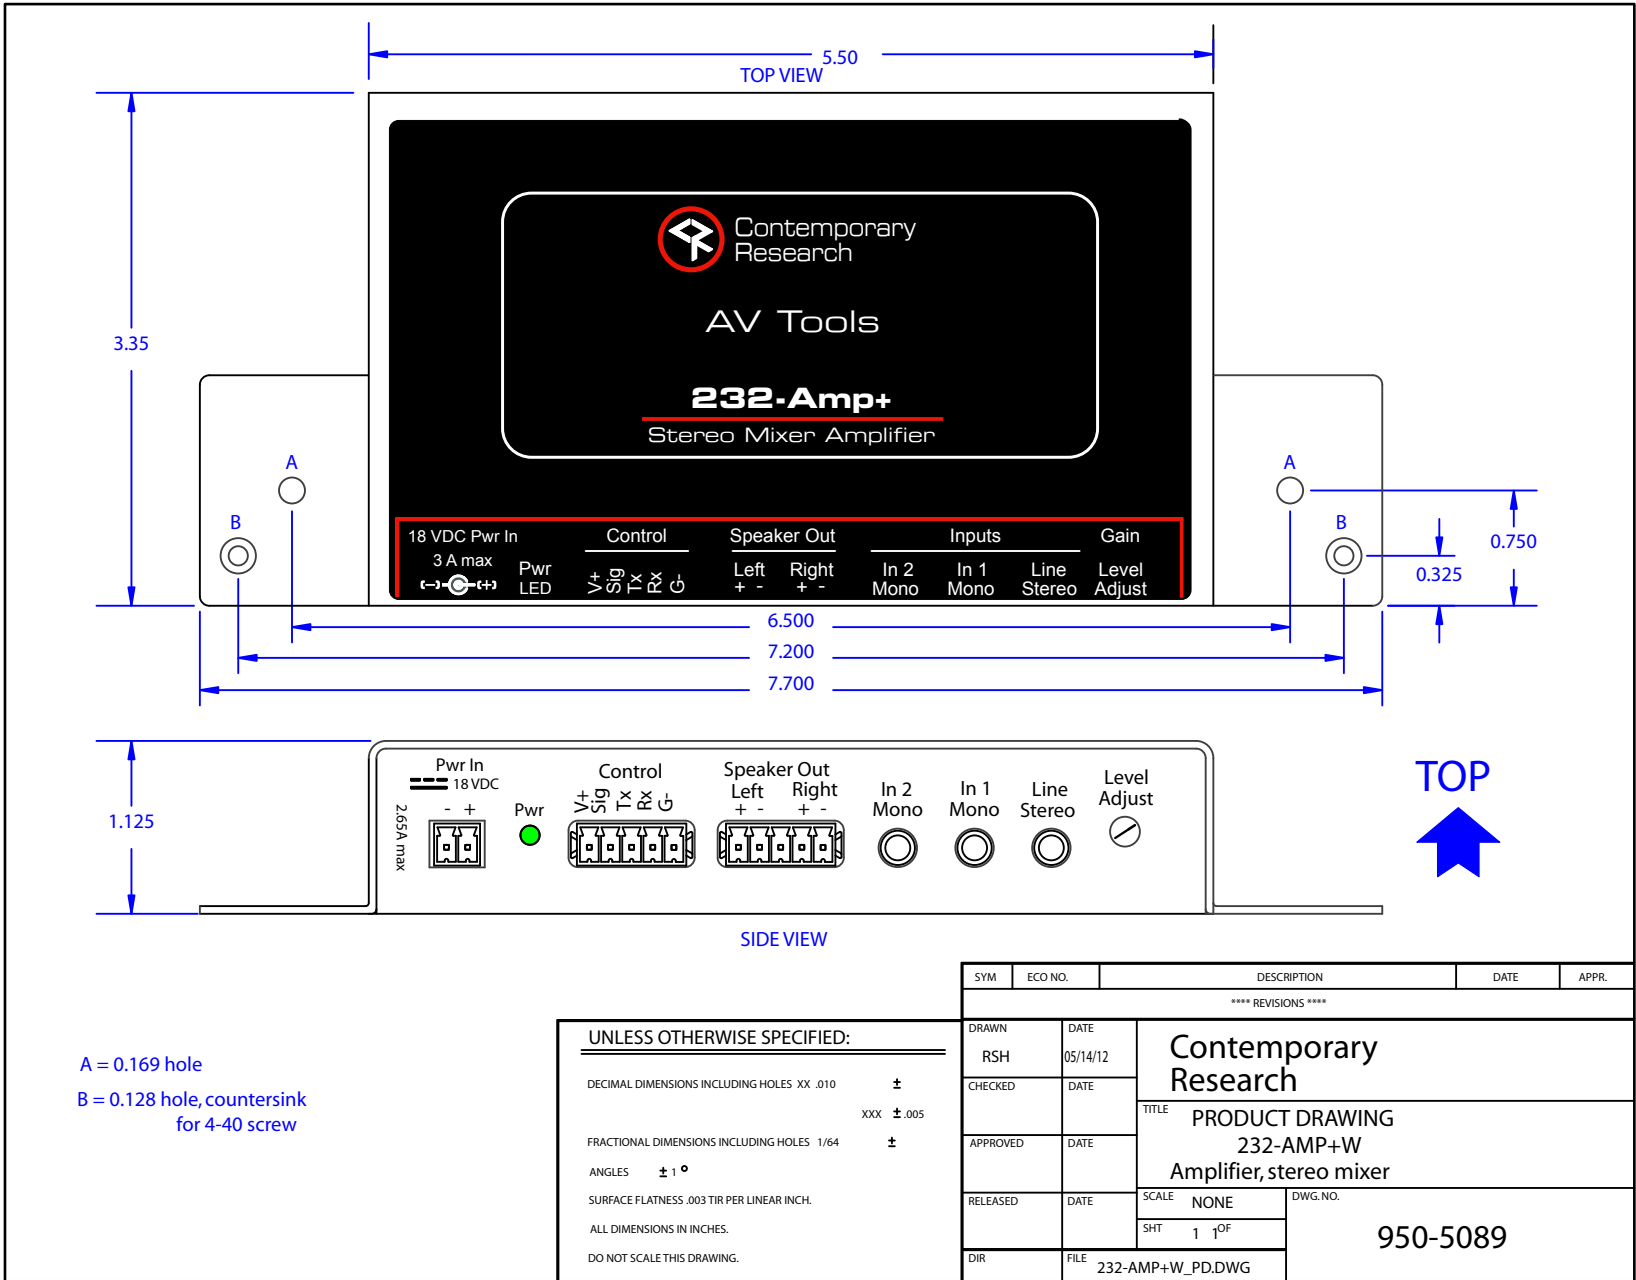 5.50
TOP VIEW
3.35
Contemporary
Research
AV Tools
232-Amp+
Stereo Mixer Amplifier
A
A
B
B
18 VDC Pwr In
3 A max
(-) (+)
Pwr
LED
Control
V+
Sig
Tx
Rx
G-
Speaker Out
Left
+ -
Right
+ -
Inputs
In 2
Mono
In 1
Mono
Line
Stereo
Gain
Level
Adjust
0.750
0.325
6.500
7.200
7.700
1.125
Pwr In
18 VDC
- +
2.65A max
Pwr
Control
V+
Sig
Tx
Rx
G-
Speaker Out
Left
Right
+ -
+ -
In 2
Mono
In 1
Mono
Line
Stereo
Level
Adjust
TOP
SIDE VIEW
A = 0.169 hole
B = 0.128 hole, countersink
for 4-40 screw
UNLESS OTHERWISE SPECIFIED:
DECIMAL DIMENSIONS INCLUDING HOLES XX .010 ±
XXX ± .005
FRACTIONAL DIMENSIONS INCLUDING HOLES 1/64 ±
ANGLES ± 1 °
SURFACE FLATNESS .003 TIR PER LINEAR INCH.
ALL DIMENSIONS IN INCHES.
DO NOT SCALE THIS DRAWING.
SYM ECO NO. DESCRIPTION DATE APPR.
**** REVISIONS ****
DRAWN DATE
RSH 05/14/12
CHECKED DATE
APPROVED DATE
RELEASED DATE
Contemporary
Research
TITLE PRODUCT DRAWING
232-AMP+W
Amplifier, stereo mixer
SCALE NONE
SHT 1 1 OF
DWG. NO.
950-5089
DIR FILE 232-AMP+W_PD.DWG